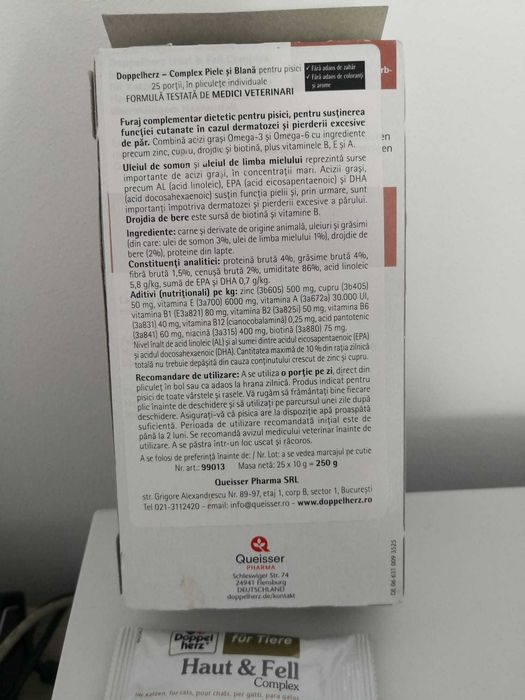 Doppelherz – Complex Piele și Blană pentru pisici
✓ Fără adaos de zahăr
✓ Fără adaos de coloranți și arome
25 porții, în pliculețe individuale
FORMULĂ TESTATĂ DE MEDICI VETERINARI
Furaj complementar dietetic pentru pisici, pentru susținerea
funcției cutanate în cazul dermatozei și pierderii excesive
de păr. Combină acizi grași Omega-3 și Omega-6 cu ingrediente
precum zinc, cupru, drojdie și biotină, plus vitaminele B, E și A.
Uleiul de somon și uleiul de limba mielului reprezintă surse
importante de acizi grași, în concentrații mari. Acizii grași,
precum AL (acid linoleic), EPA (acid eicosapentaenoic) și DHA
(acid docosahexaenoic) susțin funcția pielii și, prin urmare, sunt
importanți împotriva dermatozei și pierderii excesive a părului.
Drojdia de bere este sursă de biotină și vitamine B.
Ingrediente: carne și derivate de origine animală, uleiuri și grăsimi
(din care: ulei de somon 3%, ulei de limba mielului 1%), drojdie de
bere (2%), proteine din lapte.
Constituenți analitici: proteină brută 4%, grăsime brută 4%,
fibră brută 1,5%, cenușă brută 2%, umiditate 86%, acid linoleic
5,8 g/kg, sumă de EPA și DHA 0,7 g/kg.
Aditivi (nutriționali) pe kg: zinc (3b605) 500 mg, cupru (3b405)
50 mg, vitamina E (3a700) 6000 mg, vitamina A (3a672a) 30.000 UI,
vitamina B1 (E3a821) 80 mg, vitamina B2 (3a825i) 50 mg, vitamina B6
(3a831) 40 mg, vitamina B12 (cianocobalamină) 0,25 mg, acid pantotenic
(3a841) 60 mg, niacină (3a315) 400 mg, biotină (3a880) 75 mg.
Nivel înalt de acid linoleic (AL) și al sumei dintre acidul eicosapentaenoic (EPA)
și acidul docosahexaenoic (DHA). Cantitatea maximă de 10% din rația zilnică
totală nu trebuie depășită din cauza conținutului crescut de zinc și cupru.
Recomandare de utilizare: A se utiliza o porție pe zi, direct din
pliculeț în bol sau ca adaos la hrana zilnică. Produs indicat pentru
pisici de toate vârstele și rasele. Vă rugăm să frământați bine fiecare
plic înainte de deschidere și să utilizați pe parcursul unei zile după
deschidere. Asigurați-vă că pisica are la dispoziție apă proaspătă
suficientă. Perioada de utilizare recomandată inițial este de
până la 2 luni. Se recomandă avizul medicului veterinar înainte de
utilizare. A se păstra într-un loc uscat și răcoros.
A se folosi de preferință înainte de: / Nr. Lot: a se vedea marcajul pe cutie
Nr. art.: 99013 Masa netă: 25 x 10 g = 250 g
Queisser Pharma SRL
str. Grigore Alexandrescu Nr. 89-97, etaj 1, corp B, sector 1, București
Tel 021-3112420 - email: info@queisser.ro - www.doppelherz.ro
rb-
en
en
Queisser
PHARMA
Schleswiger Str. 74
24941 Flensburg
DEUTSCHLAND
doppelherz.de/kontakt
DE 06 631 009 3525
Doppel
herz®
für Tiere
Haut & Fell
Complex
für katzen, for cats, pour chats, per gatti, para gatos